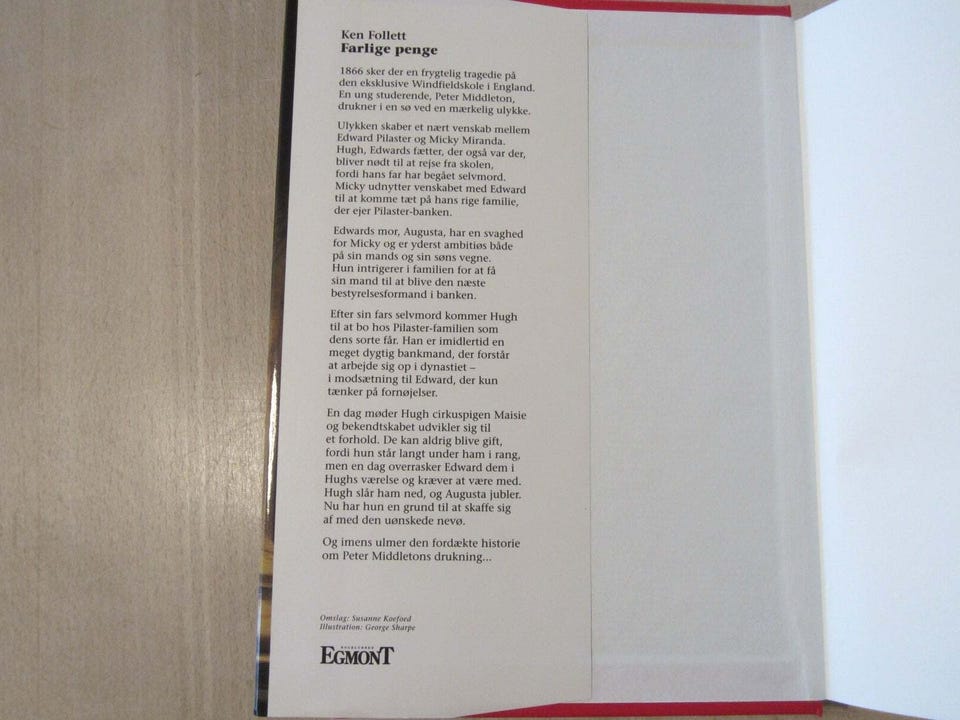 Ken Follett
Farlige penge
1866 sker der en frygtelig tragedie på
den eksklusive Windfieldskole i England.
En ung studerende, Peter Middleton,
drukner i en sø ved en mærkelig ulykke.
Ulykken skaber et nært venskab mellem
Edward Pilaster og Micky Miranda.
Hugh, Edwards fætter, der også var der,
bliver nødt til at rejse fra skolen,
fordi hans far har begået selvmord.
Micky udnytter venskabet med Edward
til at komme tæt på hans rige familie,
der ejer Pilaster-banken.
Edwards mor, Augusta, har en svaghed
for Micky og er yderst ambitiøs både
på sin mands og sin søns vegne.
Hun intrigerer i familien for at få
sin mand til at blive den næste
bestyrelsesformand i banken.
Efter sin fars selvmord kommer Hugh
til at bo hos Pilaster-familien som
dens sorte får. Han er imidlertid en
meget dygtig bankmand, der forstår
at arbejde sig op i dynastiet –
i modsætning til Edward, der kun
tænker på fornøjelser.
En dag møder Hugh cirkuspigen Maisie
og bekendtskabet udvikler sig til
et forhold. De kan aldrig blive gift,
fordi hun står langt under ham i rang,
men en dag overrasker Edward dem i
Hughs værelse og kræver at være med.
Hugh slår ham ned, og Augusta jubler.
Nu har hun en grund til at skaffe sig
af med den uønskede nevø.
Og imens ulmer den fordækte historie
om Peter Middletons drukning...
Omslag: Susanne Koefoed
Illustration: George Sharpe
EGMONT